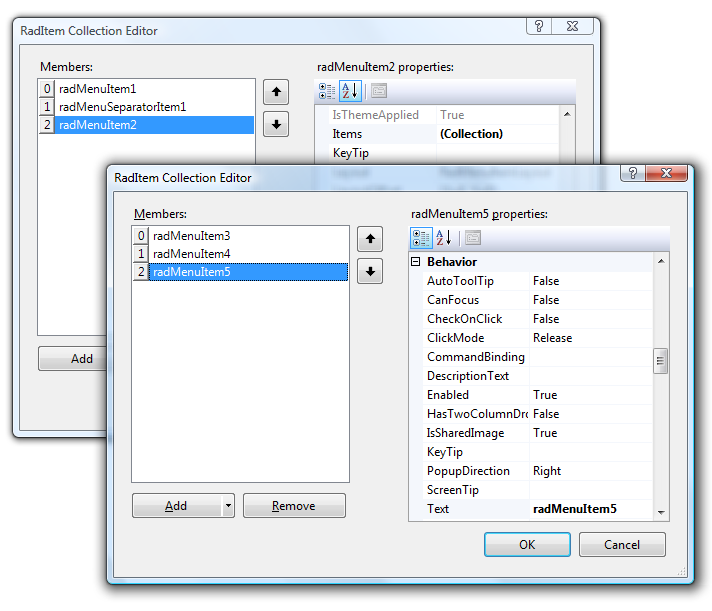 RadItem Collection Editor
Members:
0 radMenuItem1
1 radMenuSeparatorItem1
2 radMenuItem2
Add
radMenuItem2 properties:
IsThemeApplied True
Items (Collection)
KeyTip
RadItem Collection Editor
Members:
0 radMenuItem3
1 radMenuItem4
2 radMenuItem5
Add
Remove
radMenuItem5 properties:
Behavior
AutoToolTip False
CanFocus False
CheckOnClick False
ClickMode Release
CommandBinding
DescriptionText
Enabled True
HasTwoColumnDro False
IsSharedImage True
KeyTip
PopupDirection Right
ScreenTip
Text radMenuItem5
OK
Cancel